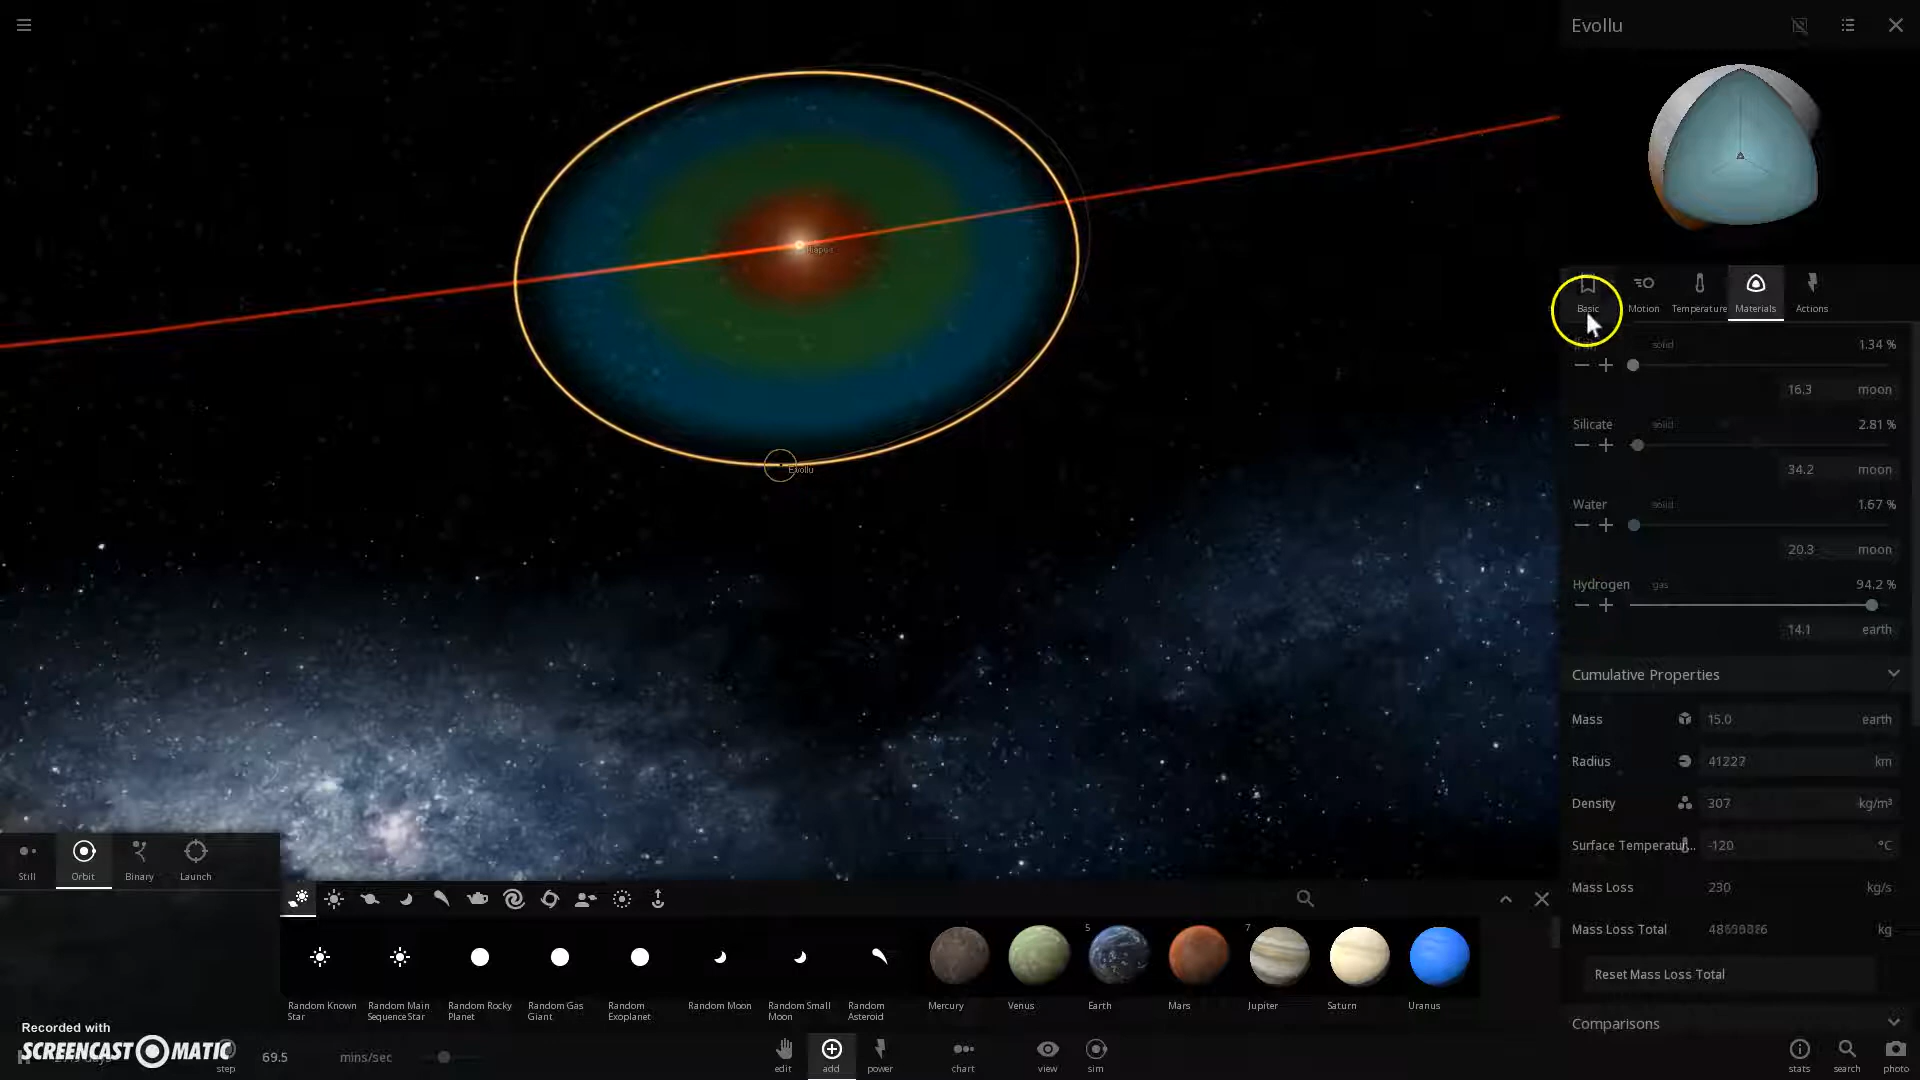 Evollu
Evollu
Basic
Motion
Temperature
Materials
Actions
solid
1.34 %
16.3
moon
Silicate
solid
2.81 %
34.2
moon
Water
solid
1.67 %
20.3
moon
Hydrogen
gas
94.2 %
14.1
earth
Cumulative Properties
Mass
15.0
earth
Radius
41227
km
Density
307
kg/m³
Surface Temperatur...
-120
°C
Mass Loss
230
kg/s
Mass Loss Total
kg
Reset Mass Loss Total
Comparisons
Still
Orbit
Binary
Launch
5
7
Random Known
Star
Random Main
Sequence Star
Random Rocky
Planet
Random Gas
Giant
Random
Exoplanet
Random Moon
Random Small
Moon
Random
Asteroid
Mercury
Venus
Earth
Mars
Jupiter
Saturn
Uranus
Recorded with
SCREENCAST MATIC
step
69.5
mins/sec
edit
add
power
chart
view
sim
stats
search
photo